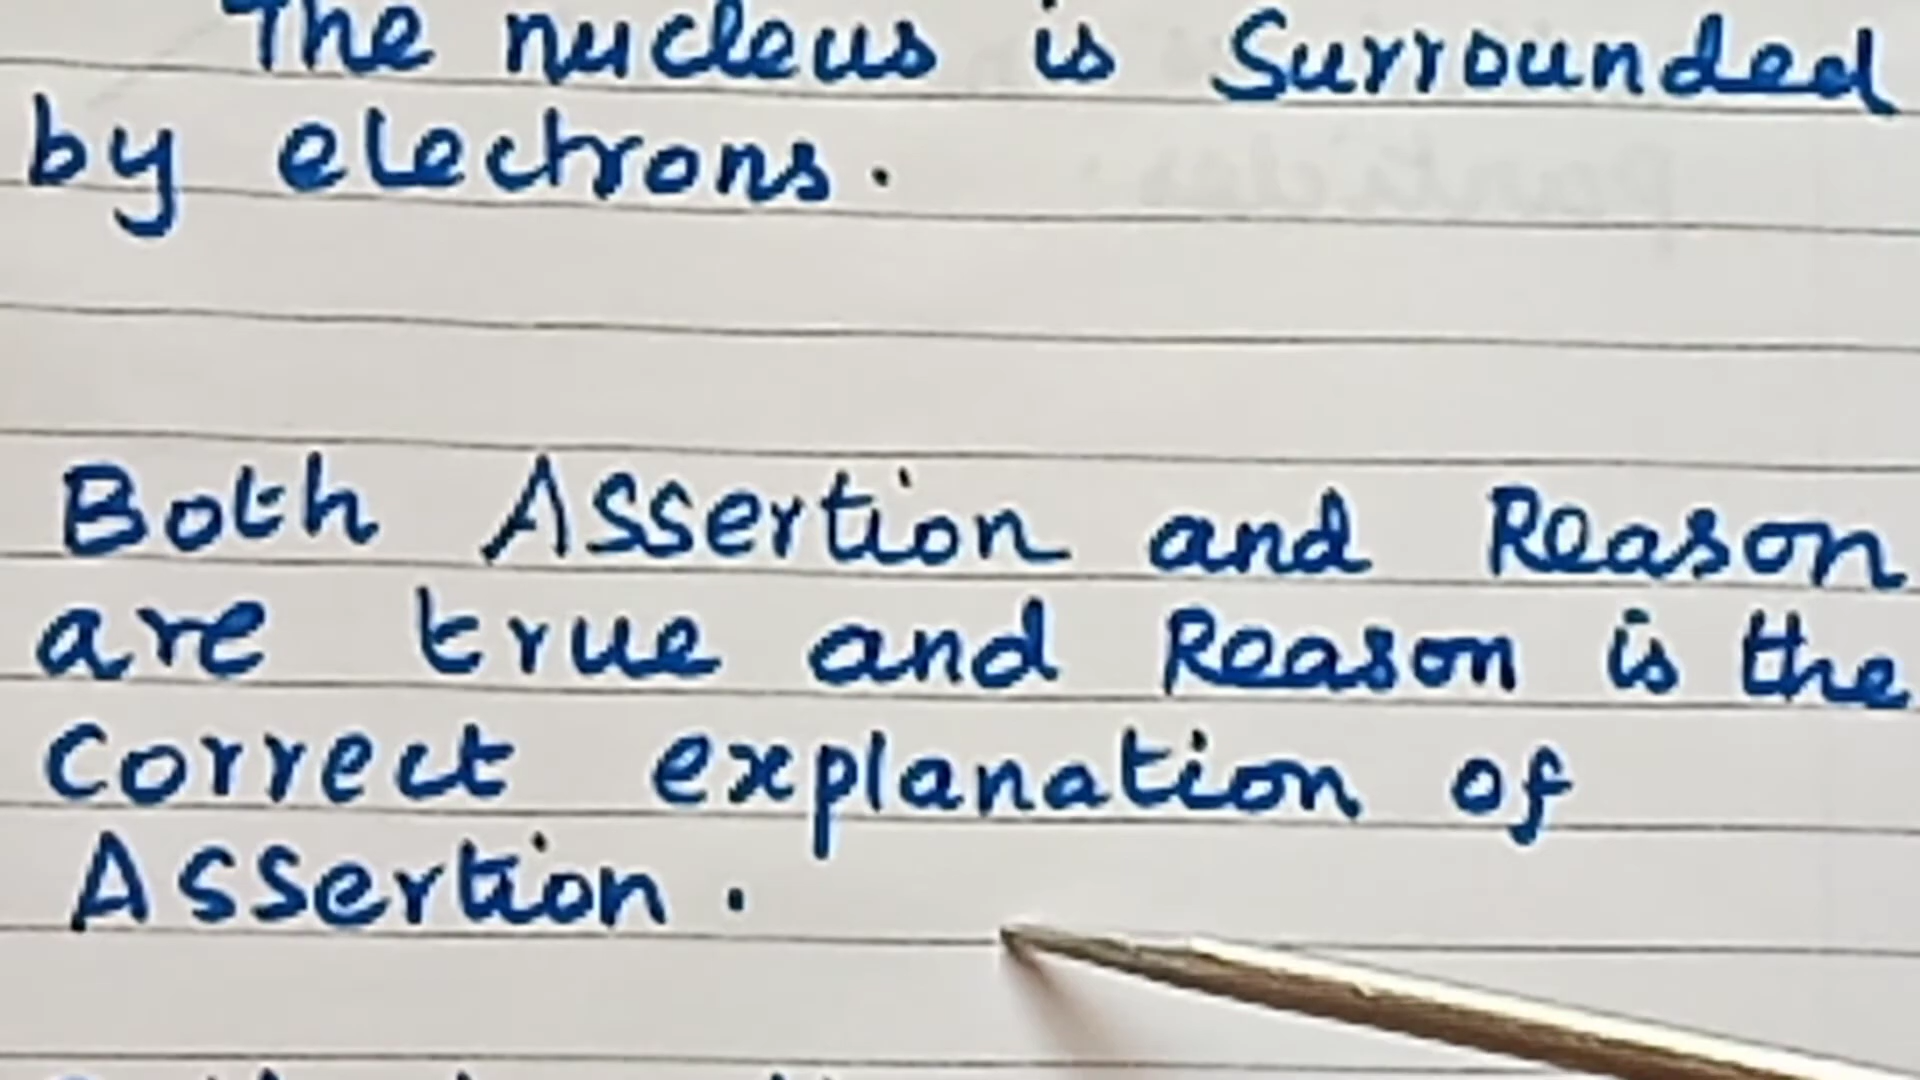 The nucleus is Surrounded
by electrons.
Both Assertion and Reason
are true and Reason is the
Correct explanation of
Assertion.